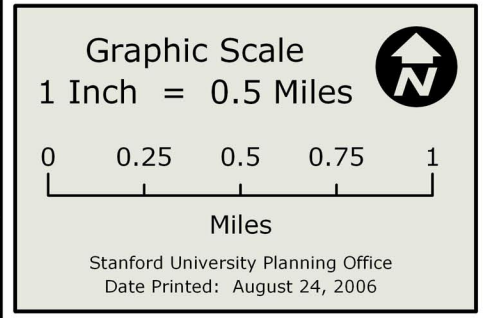 Graphic Scale
1 Inch = 0.5 Miles
N
0 0.25 0.5 0.75 1
Miles
Stanford University Planning Office
Date Printed: August 24, 2006